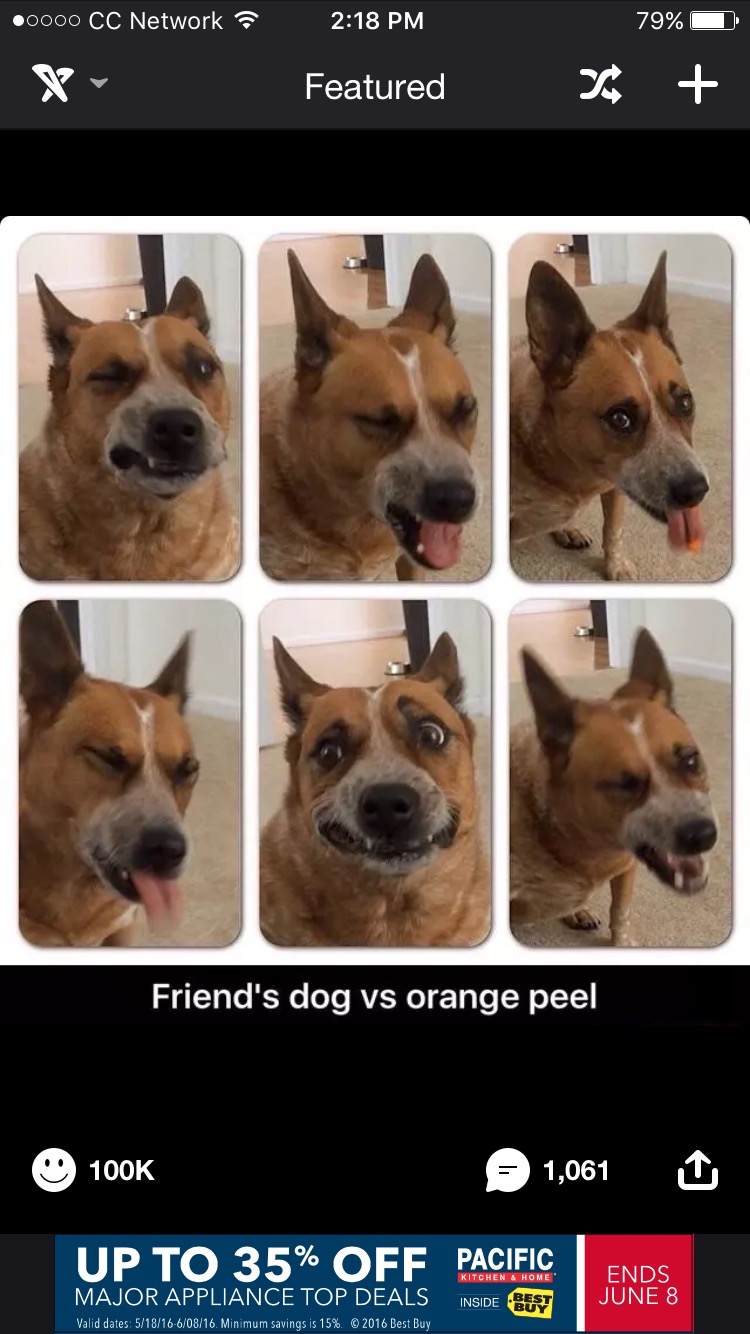 CC Network 2:18 PM 79%
Featured
Friend's dog vs orange peel
100K 1,061
UP TO 35% OFF
MAJOR APPLIANCE TOP DEALS
Valid dates: 5/18/16-6/08/16. Minimum savings is 15%. © 2016 Best Buy
PACIFIC
KITCHEN & HOME
INSIDE BEST BUY
ENDS
JUNE 8